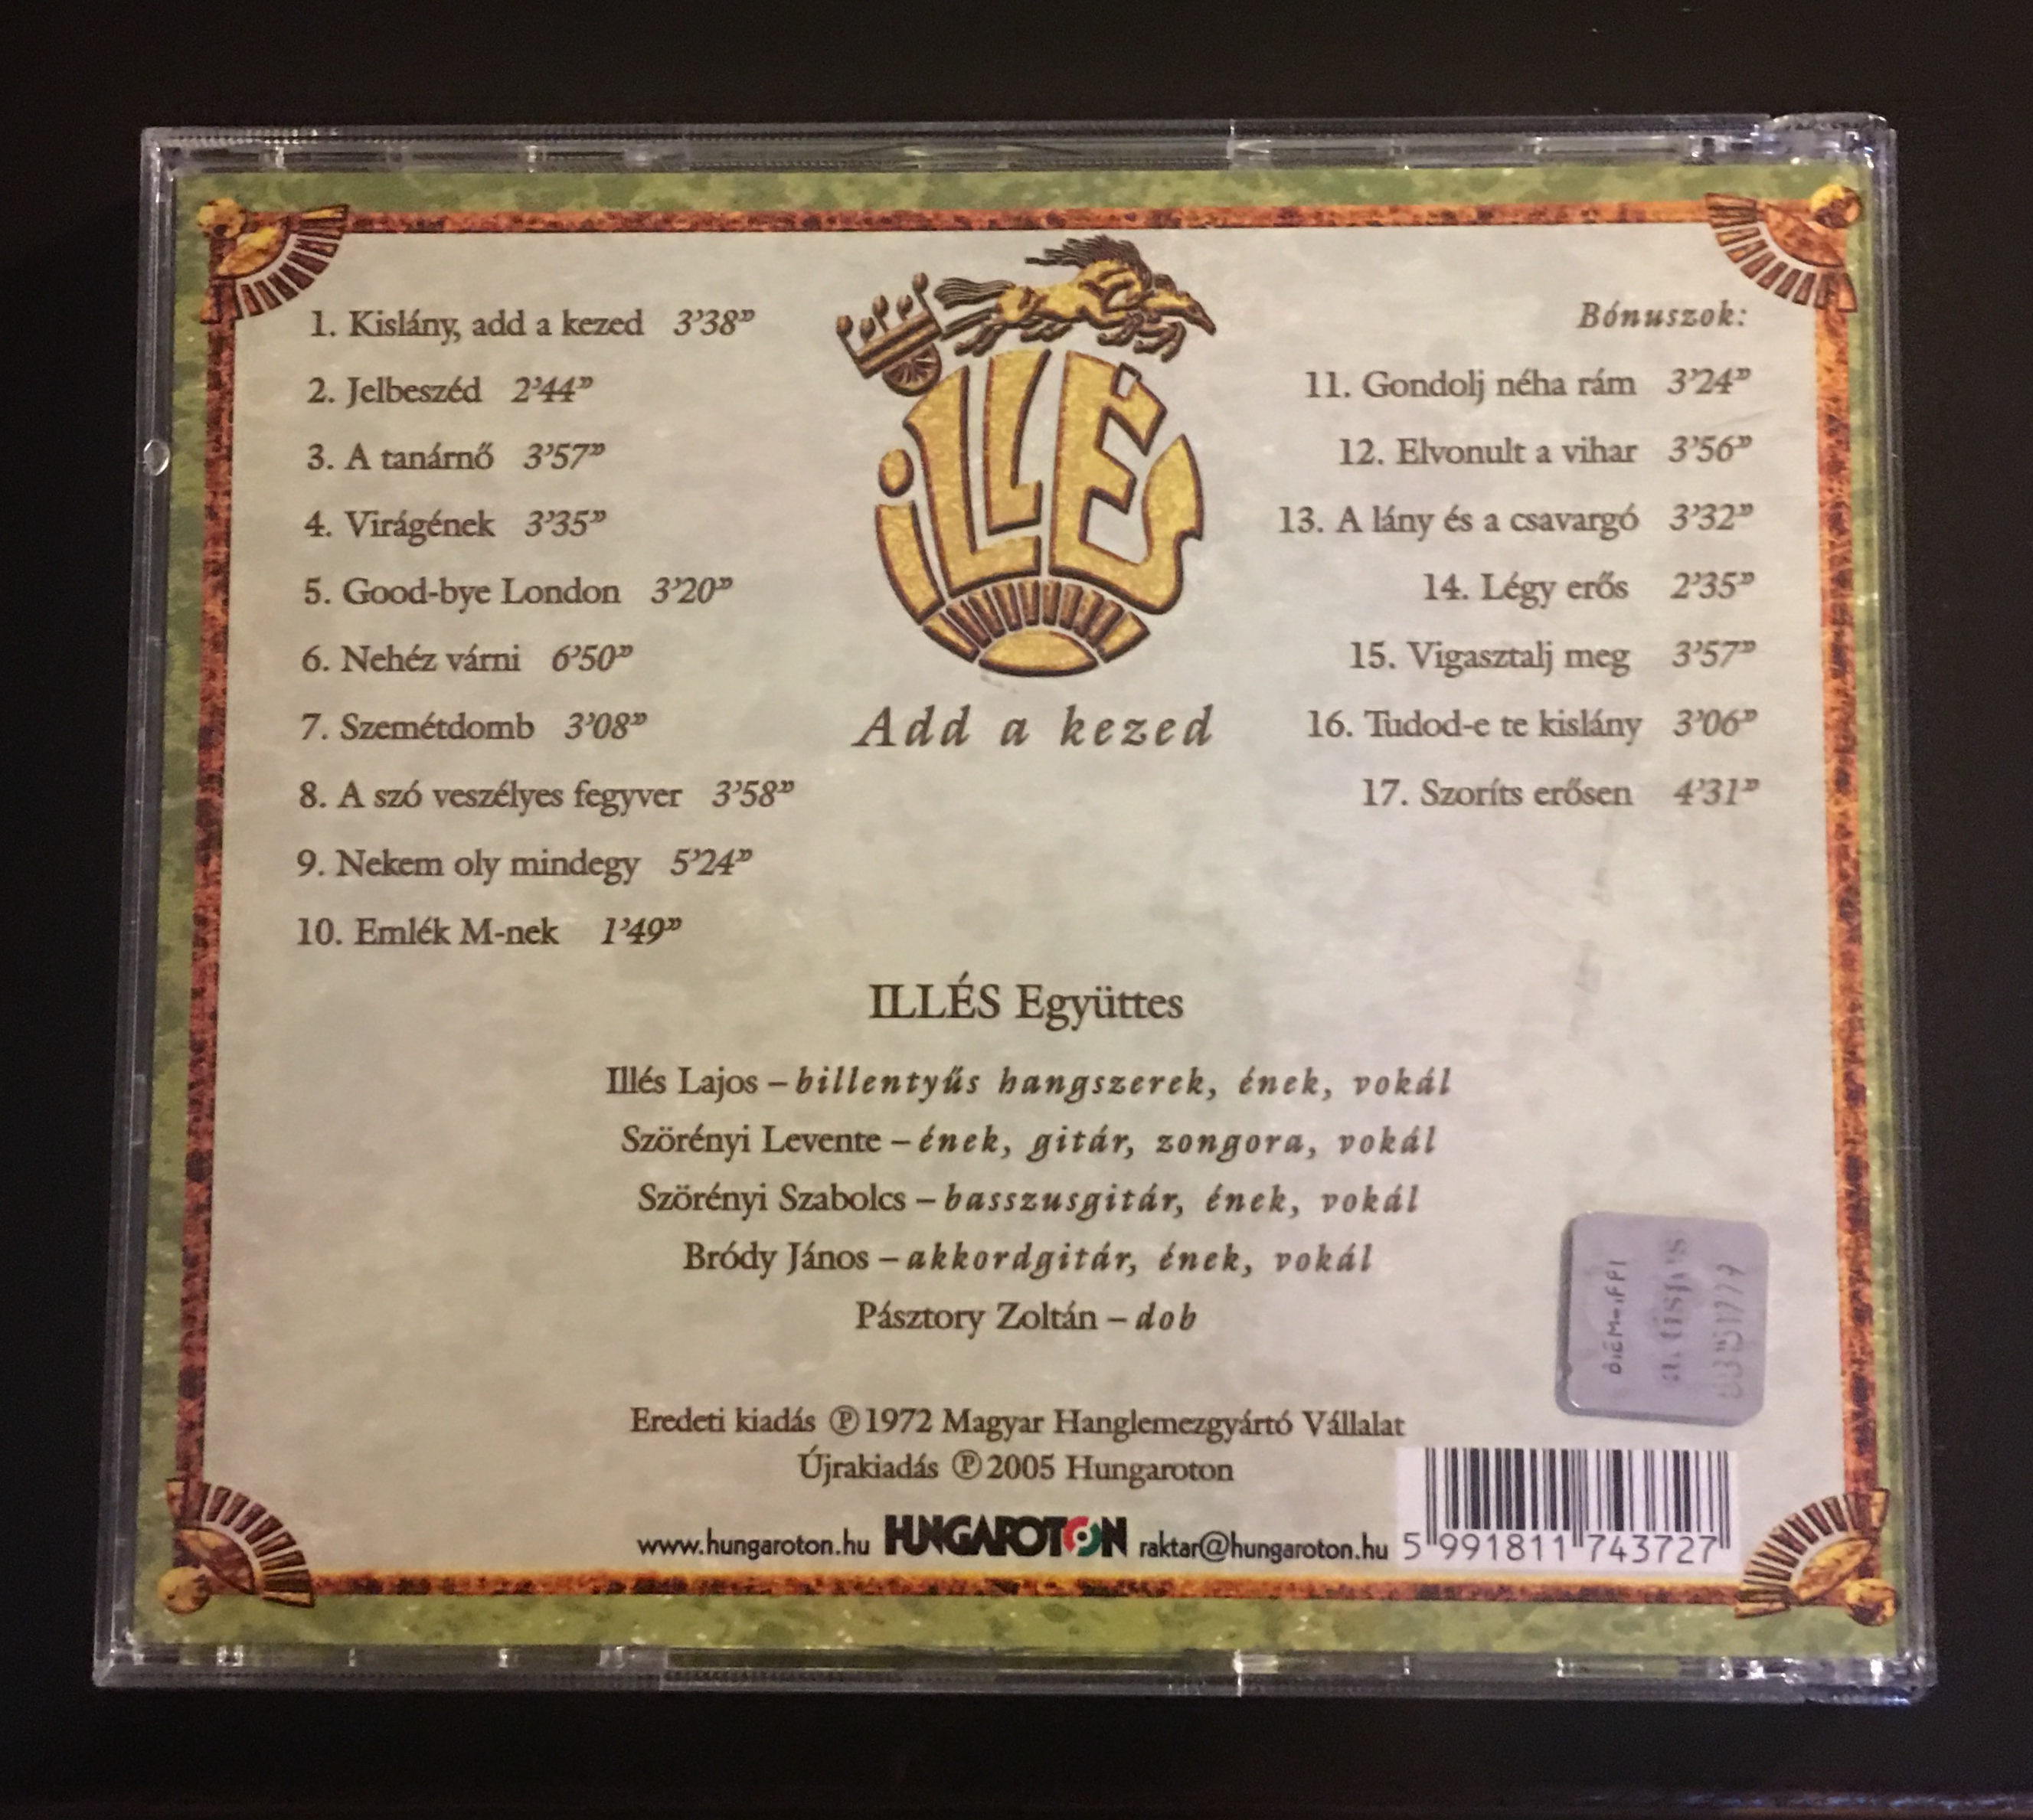 1. Kislány, add a kezed 3'38"
2. Jelbeszéd 2'44"
3. A tanárnő 3'57"
4. Virágének 3'35"
5. Good-bye London 3'20"
6. Nehéz várni 6'50"
7. Szemétdomb 3'08"
8. A szó veszélyes fegyver 3'58"
9. Nekem oly mindegy 5'24"
10. Emlék M-nek 1'49"
ILLÉS
Add a kezed
Bónuszok:
11. Gondolj néha rám 3'24"
12. Elvonult a vihar 3'56"
13. A lány és a csavargó 3'32"
14. Légy erős 2'35"
15. Vigasztalj meg 3'57"
16. Tudod-e te kislány 3'06"
17. Szoríts erősen 4'31"
ILLÉS Együttes
Illés Lajos – billentyűs hangszerek, ének, vokál
Szörényi Levente – ének, gitár, zongora, vokál
Szörényi Szabolcs – basszusgitár, ének, vokál
Bródy János – akkordgitár, ének, vokál
Pásztory Zoltán – dob
BIEM-IFPI
artisjus
Eredeti kiadás ℗ 1972 Magyar Hanglemezgyártó Vállalat
Újrakiadás ℗ 2005 Hungaroton
www.hungaroton.hu HUNGAROTON raktar@hungaroton.hu
5 991811 743727